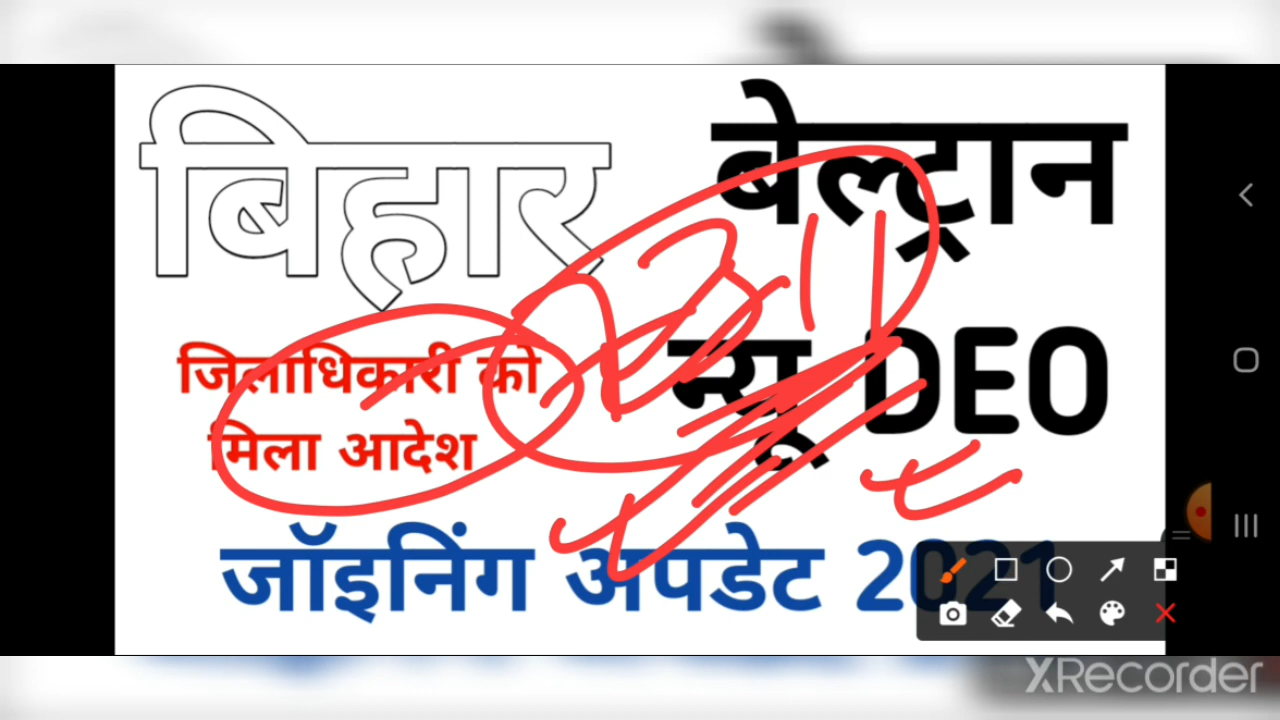 बिहार
बेल्ट्रान
जिलाधिकारी को
मिला आदेश
न्यू DEO
जॉइनिंग अपडेट 2021
XRecorder